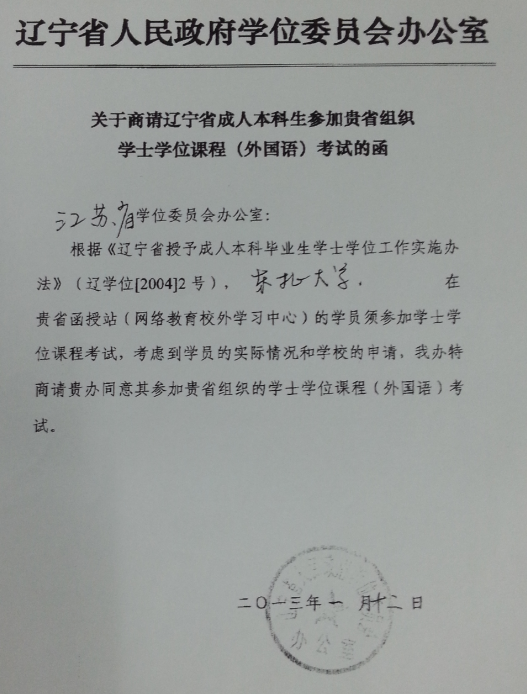 辽宁省人民政府学位委员会办公室
关于商请辽宁省成人本科生参加贵省组织
学士学位课程（外国语）考试的函
江苏省学位委员会办公室：
根据《辽宁省授予成人本科毕业生学士学位工作实施办
法》（辽学位[2004]2号），东北大学. 在
贵省函授站（网络教育校外学习中心）的学员须参加学士学
位课程考试，考虑到学员的实际情况和学校的申请，我办特
商请贵办同意其参加贵省组织的学士学位课程（外国语）考
试。
二〇一三年一月十二日
办公室